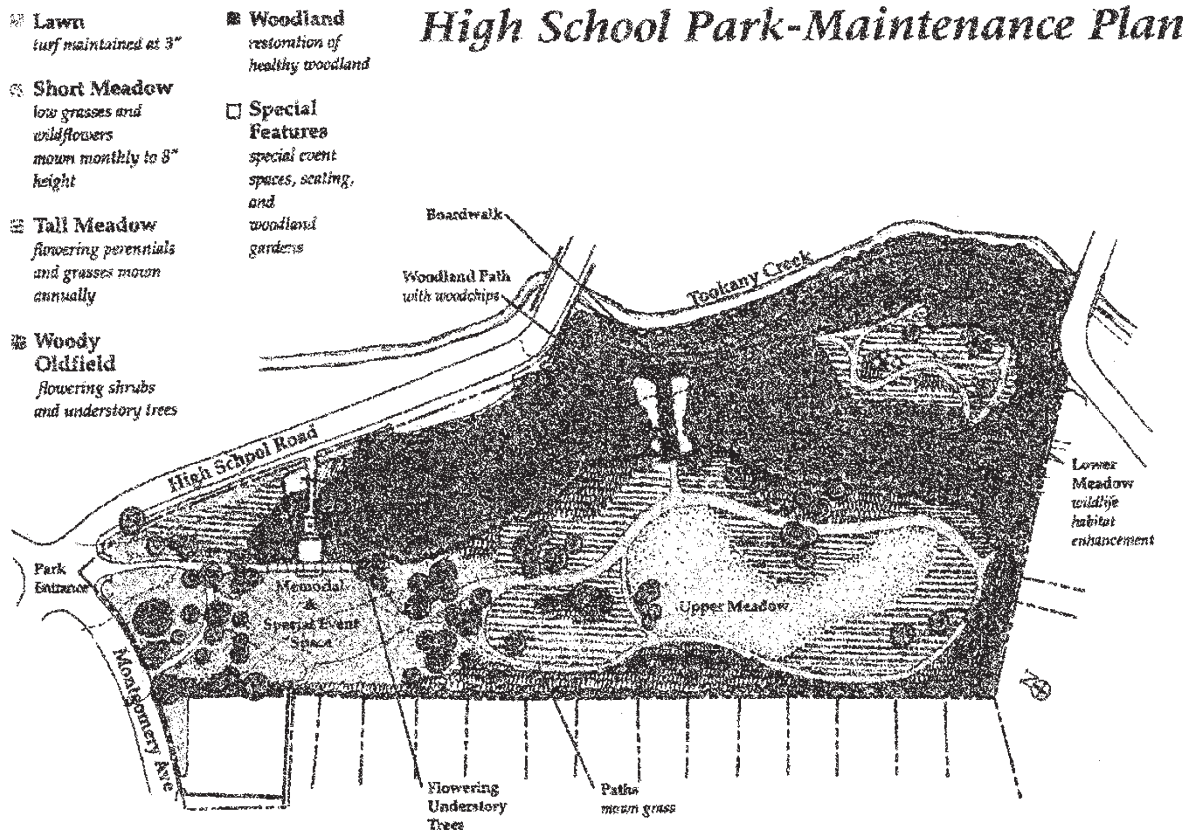 High School Park-Maintenance Plan
Lawn
turf maintained at 3"
Short Meadow
low grasses and
wildflowers
mown monthly to 8"
height
Tall Meadow
flowering perennials
and grasses mown
annually
Woody
Oldfield
flowering shrubs
and understory trees
Woodland
restoration of
healthy woodland
Special
Features
special event
spaces, seating,
and
woodland
gardens
Boardwalk
Woodland Path
with woodchips
Tookany Creek
High School Road
Lower
Meadow
wildlife
habitat
enhancement
Park
Entrance
Memorial
&
Special Event
Space
Upper Meadow
Montgomery Ave
N
Flowering
Understory
Trees
Paths
mown grass